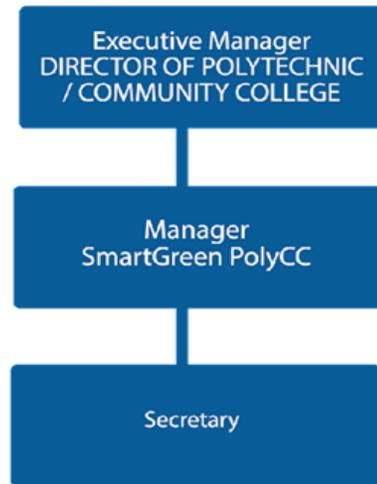 Executive Manager
DIRECTOR OF POLYTECHNIC
/ COMMUNITY COLLEGE
Manager
SmartGreen PolyCC
Secretary